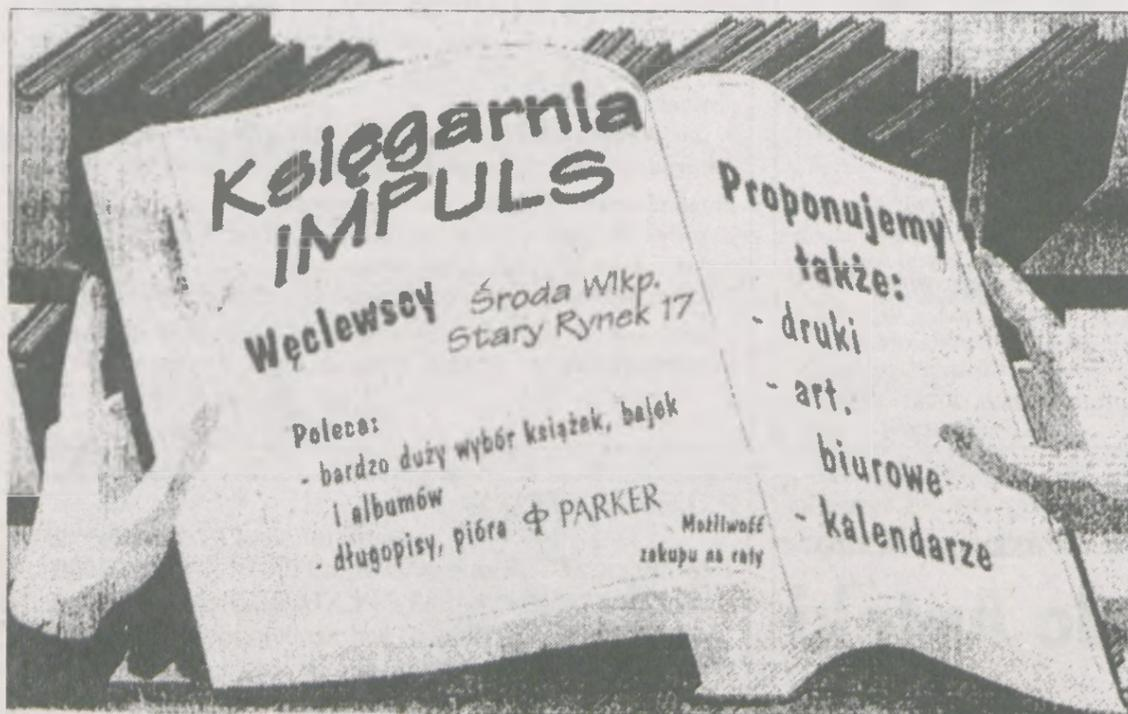 Księgarnia
IMPULS
Węclewscy
Środa Wlkp.
Stary Rynek 17
Poleca:
- bardzo duży wybór książek, bajek
i albumów
- długopisy, pióra PARKER
Możliwość
zakupu na raty
Proponujemy
także:
- druki
- art.
biurowe
- kalendarze